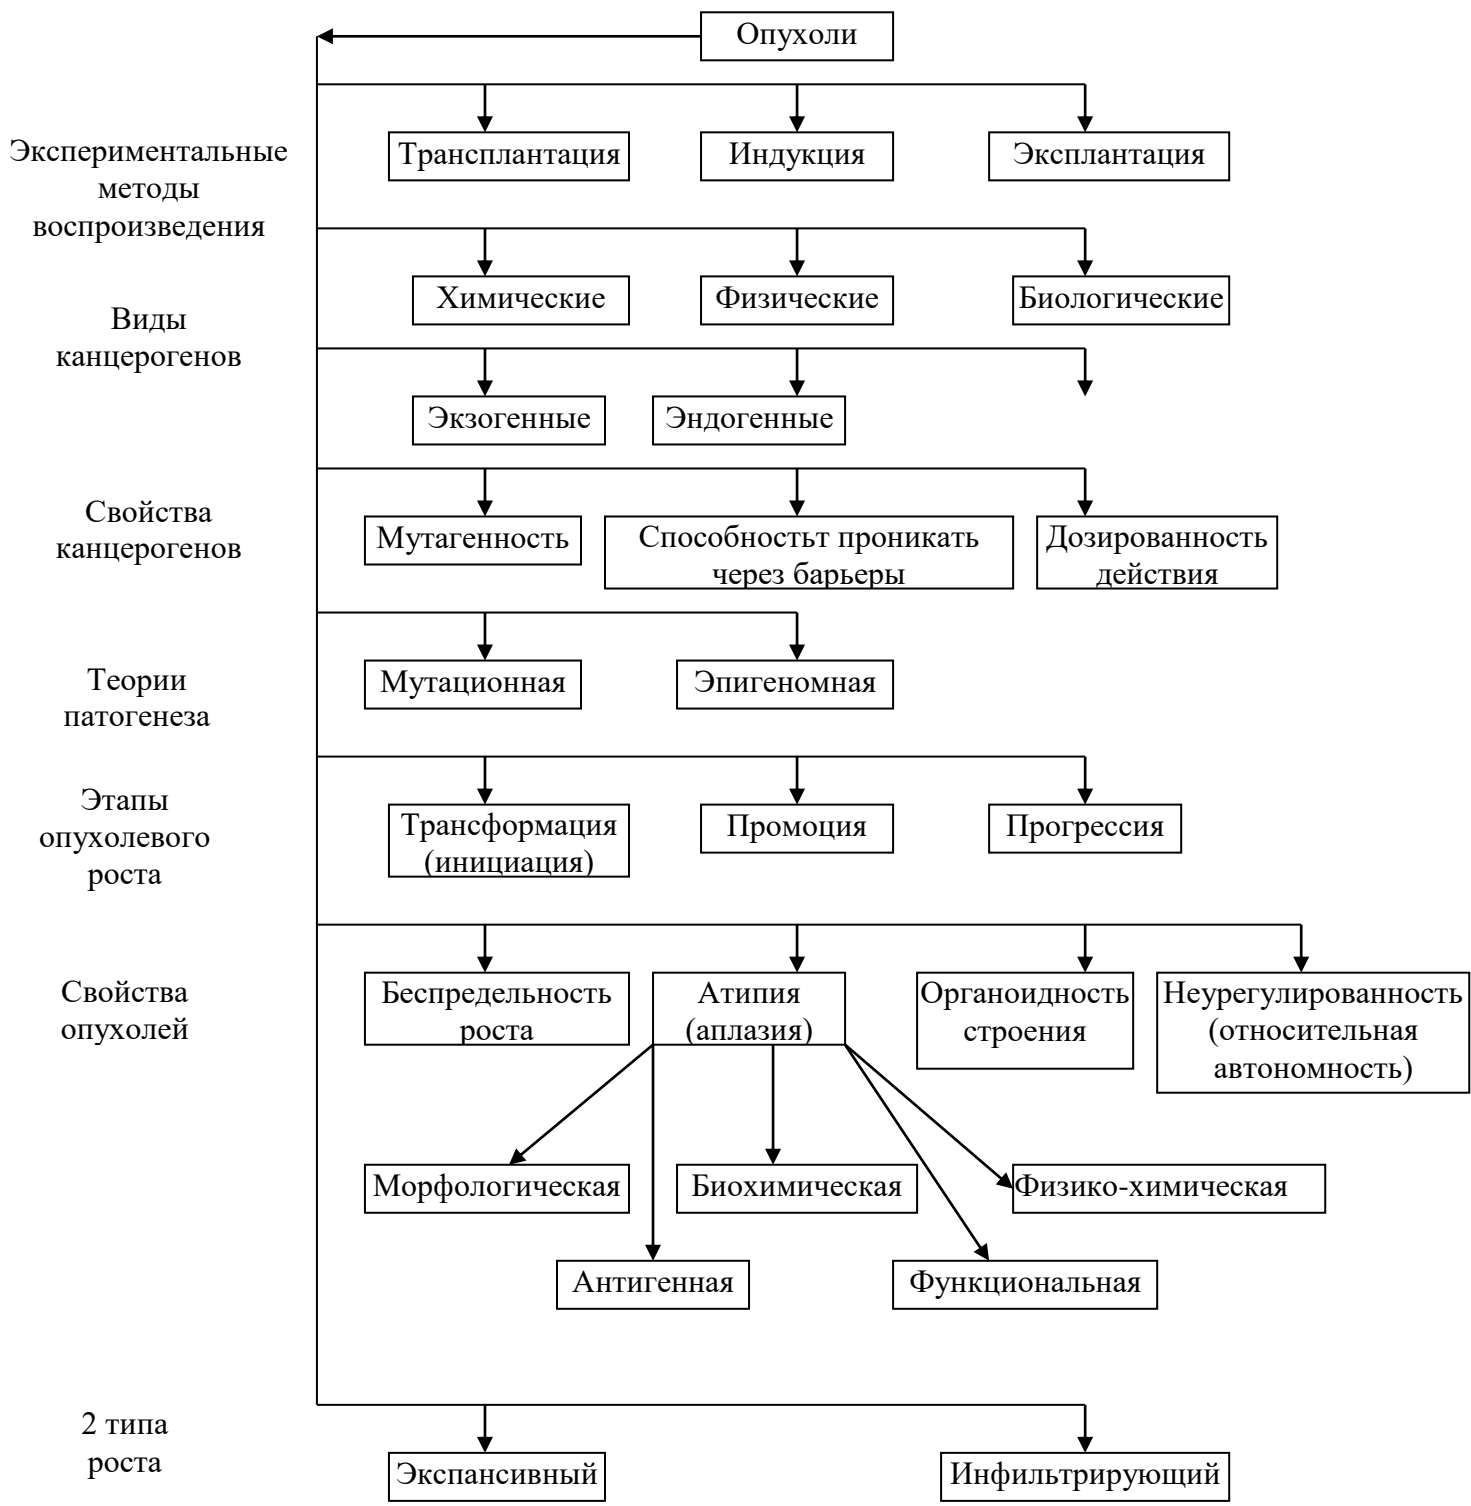 Опухоли
Экспериментальные
методы
воспроизведения
Трансплантация
Индукция
Эксплантация
Виды
канцерогенов
Химические
Физические
Биологические
Экзогенные
Эндогенные
Свойства
канцерогенов
Мутагенность
Способностьт проникать
через барьеры
Дозированность
действия
Теории
патогенеза
Мутационная
Эпигеномная
Этапы
опухолевого
роста
Трансформация
(инициация)
Промоция
Прогрессия
Свойства
опухолей
Беспредельность
роста
Атипия
(аплазия)
Органоидность
строения
Неурегулированность
(относительная
автономность)
Морфологическая
Биохимическая
Физико-химическая
Антигенная
Функциональная
2 типа
роста
Экспансивный
Инфильтрирующий